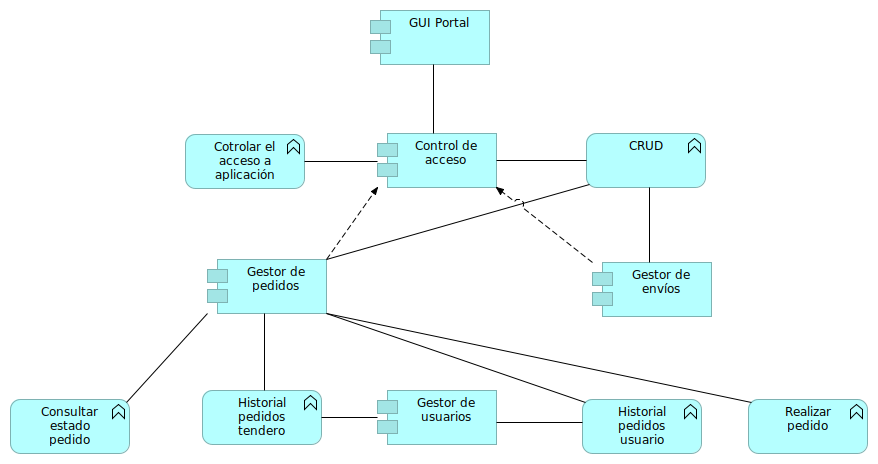 GUI Portal
Cotrolar el
acceso a
aplicación
Control de
acceso
CRUD
Gestor de
pedidos
Gestor de
envíos
Consultar
estado
pedido
Historial
pedidos
tendero
Gestor de
usuarios
Historial
pedidos
usuario
Realizar
pedido